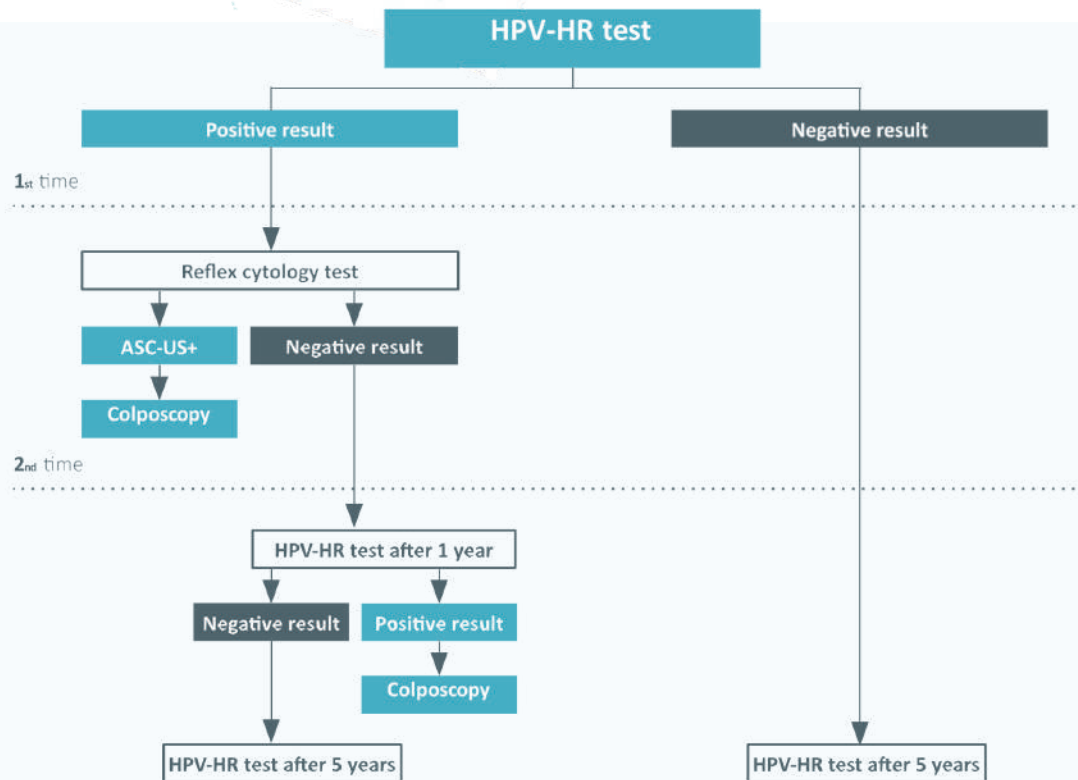 HPV-HR test
Positive result
Negative result
1st time
Reflex cytology test
ASC-US+
Negative result
Colposcopy
2nd time
HPV-HR test after 1 year
Negative result
Positive result
Colposcopy
HPV-HR test after 5 years
HPV-HR test after 5 years